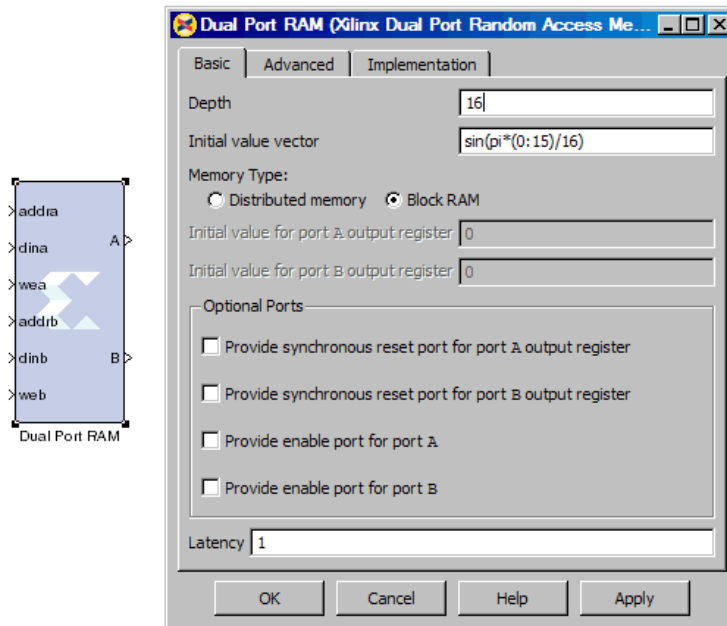 Dual Port RAM (Xilinx Dual Port Random Access Me...
Basic Advanced Implementation
Depth 16
Initial value vector sin(pi*(0:15)/16)
Memory Type:
Distributed memory Block RAM
Initial value for port A output register 0
Initial value for port B output register 0
Optional Ports
Provide synchronous reset port for port A output register
Provide synchronous reset port for port B output register
Provide enable port for port A
Provide enable port for port B
Latency 1
OK Cancel Help Apply
addra
dina
wea
addrb
dinb
web
A
B
Dual Port RAM